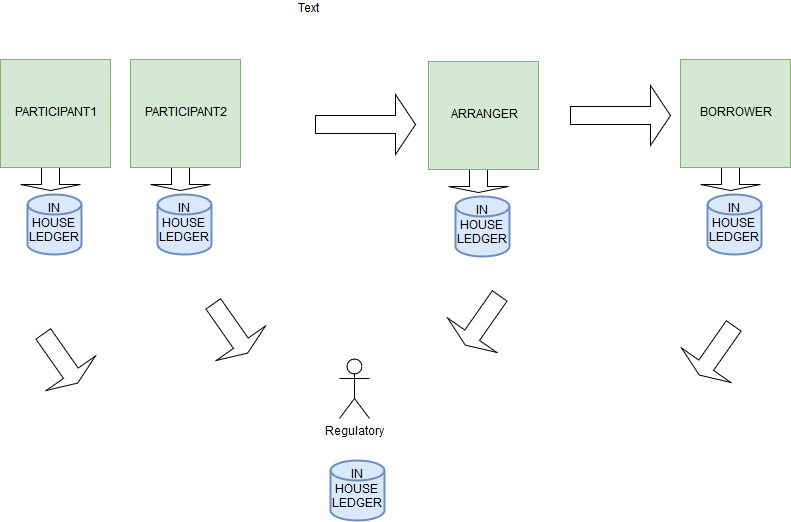 Text
PARTICIPANT1
PARTICIPANT2
ARRANGER
BORROWER
IN
HOUSE
LEDGER
IN
HOUSE
LEDGER
IN
HOUSE
LEDGER
IN
HOUSE
LEDGER
Regulatory
IN
HOUSE
LEDGER